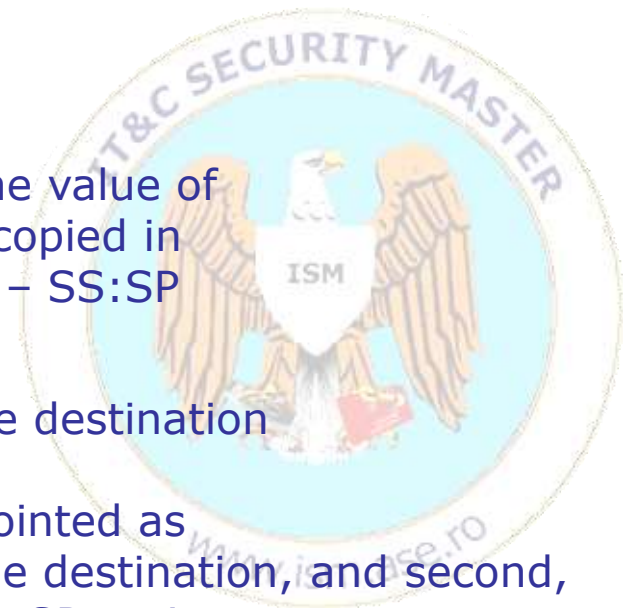 IT&C SECURITY MASTER
ne value of
copied in
ISM
– SS:SP
e destination
ointed as
www.ism.ase.ro
e destination, and second,